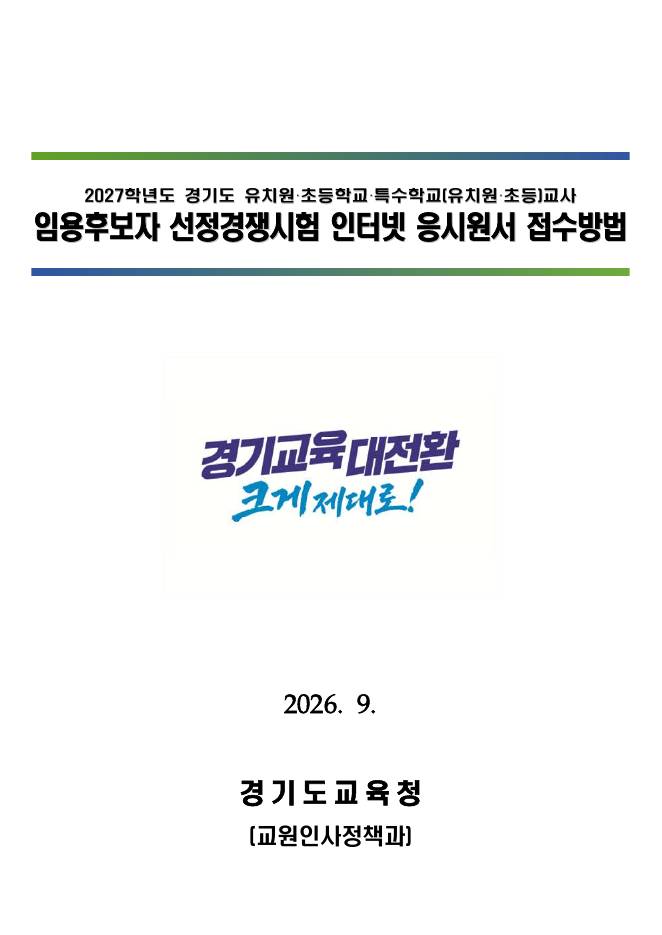 2027학년도 경기도 유치원·초등학교·특수학교(유치원·초등)교사
임용후보자 선정경쟁시험 인터넷 응시원서 접수방법
경기교육 대전환
크게 제대로!
2026. 9.
경기도교육청
(교원인사정책과)